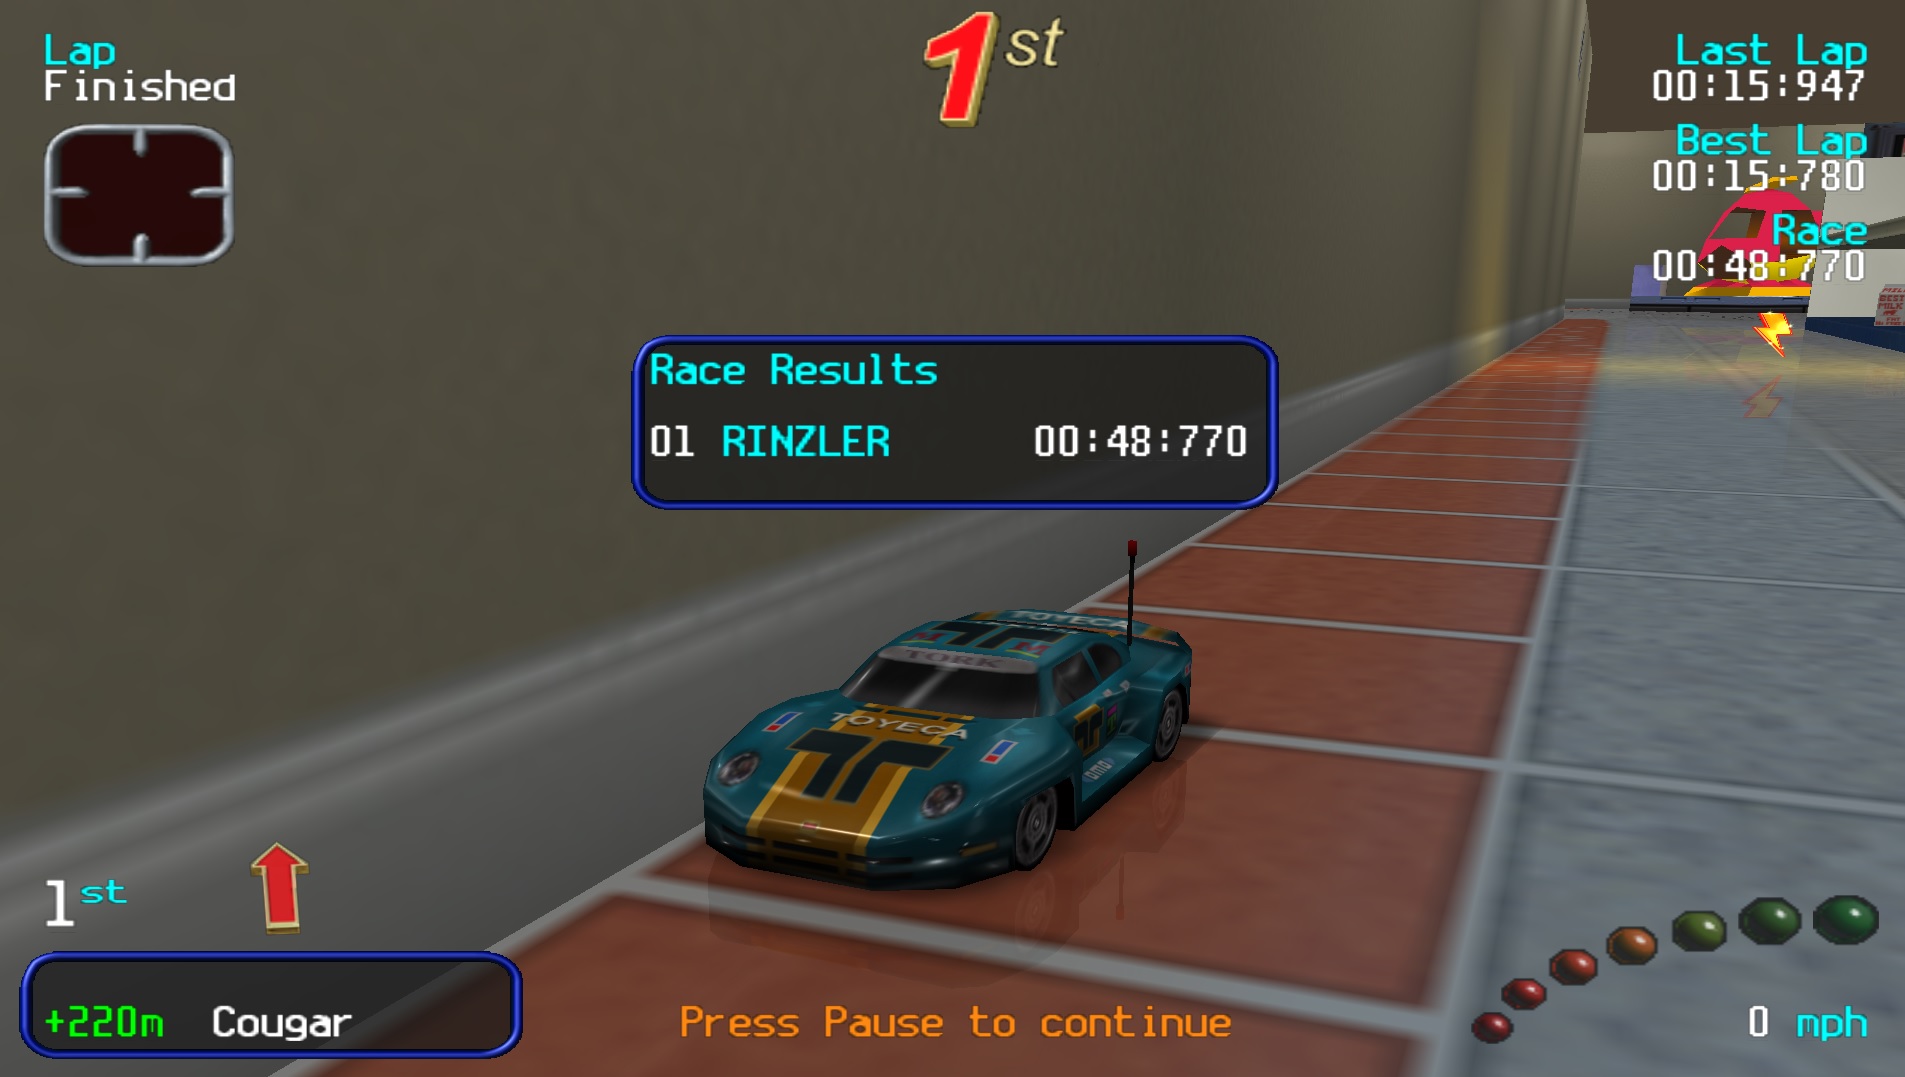 Lap
Finished
1st
Last Lap
00:15:947
Best Lap
00:15:780
Race
00:48:770
Race Results
01 RINZLER 00:48:770
TOYECA
TORK
TOYECA
1st
+220m Cougar
Press Pause to continue
0 mph